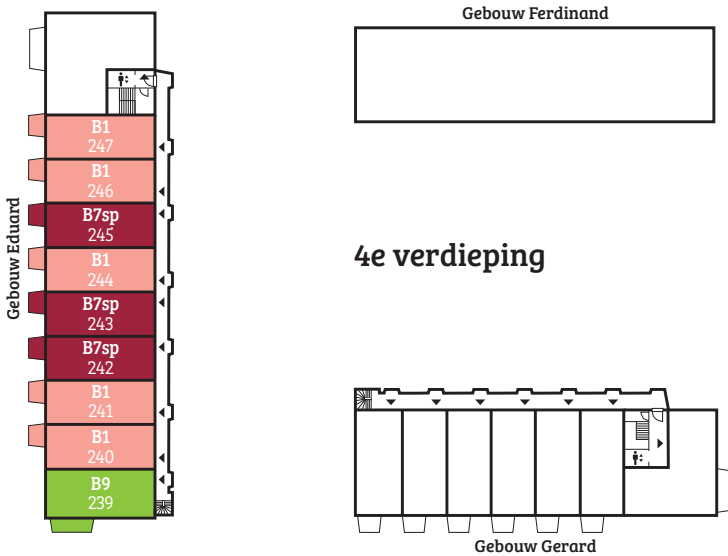 Gebouw Ferdinand
Gebouw Eduard
B1
247
B1
246
B7sp
245
B1
244
B7sp
243
B7sp
242
B1
241
B1
240
B9
239
4e verdieping
Gebouw Gerard